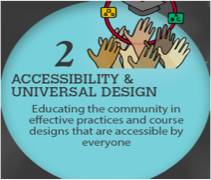 2
ACCESSIBILITY &
UNIVERSAL DESIGN
Educating the community in
effective practices and course
designs that are accessible by
everyone